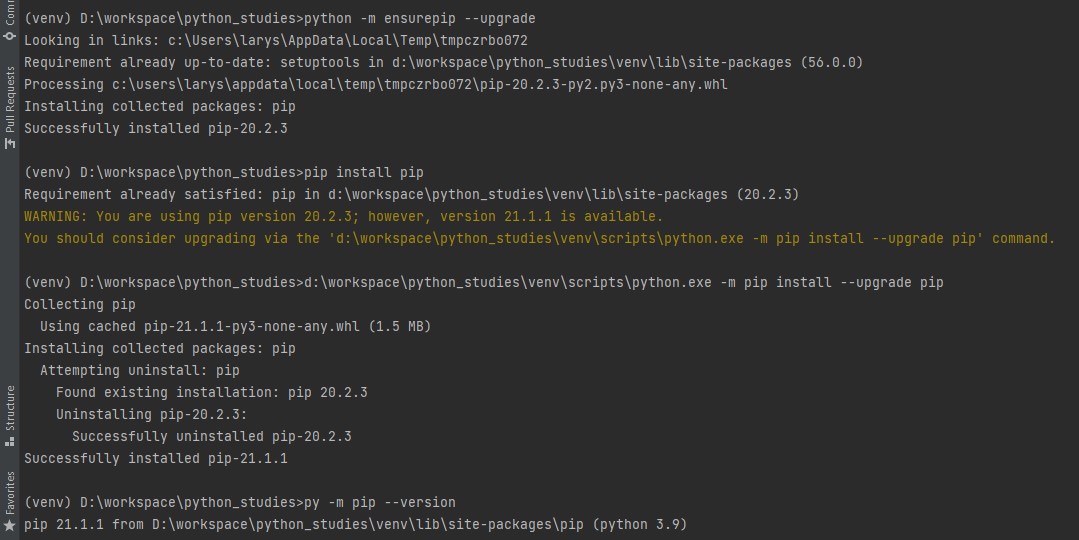 (venv) D:\workspace\python_studies>python -m ensurepip --upgrade
Looking in links: c:\Users\larys\AppData\Local\Temp\tmpczrbo072
Requirement already up-to-date: setuptools in d:\workspace\python_studies\venv\lib\site-packages (56.0.0)
Processing c:\users\larys\appdata\local\temp\tmpczrbo072\pip-20.2.3-py2.py3-none-any.whl
Installing collected packages: pip
Successfully installed pip-20.2.3
(venv) D:\workspace\python_studies>pip install pip
Requirement already satisfied: pip in d:\workspace\python_studies\venv\lib\site-packages (20.2.3)
WARNING: You are using pip version 20.2.3; however, version 21.1.1 is available.
You should consider upgrading via the 'd:\workspace\python_studies\venv\scripts\python.exe -m pip install --upgrade pip' command.
(venv) D:\workspace\python_studies>d:\workspace\python_studies\venv\scripts\python.exe -m pip install --upgrade pip
Collecting pip
  Using cached pip-21.1.1-py3-none-any.whl (1.5 MB)
Installing collected packages: pip
  Attempting uninstall: pip
    Found existing installation: pip 20.2.3
    Uninstalling pip-20.2.3:
      Successfully uninstalled pip-20.2.3
Successfully installed pip-21.1.1
(venv) D:\workspace\python_studies>py -m pip --version
pip 21.1.1 from D:\workspace\python_studies\venv\lib\site-packages\pip (python 3.9)
Pull Requests
Structure
Favorites